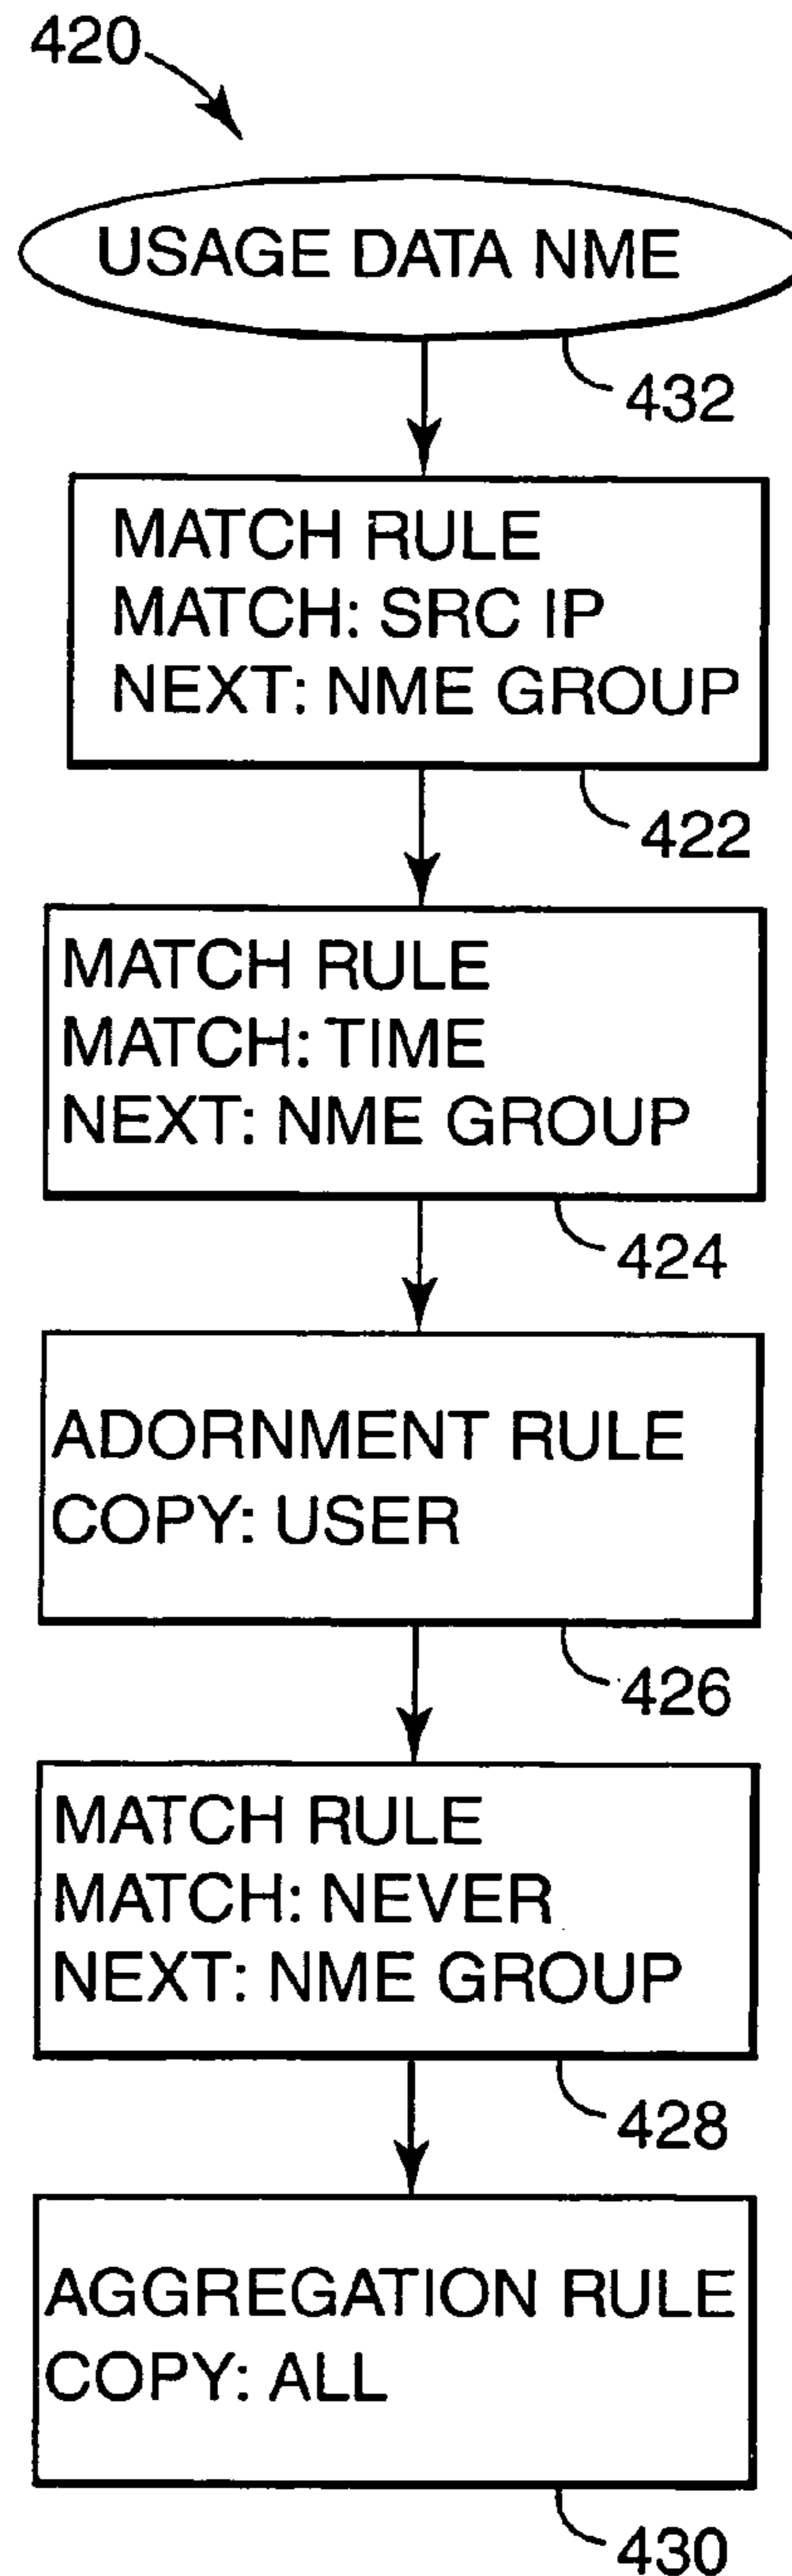 420
USAGE DATA NME
432
MATCH RULE
MATCH: SRC IP
NEXT: NME GROUP
422
MATCH RULE
MATCH: TIME
NEXT: NME GROUP
424
ADORNMENT RULE
COPY: USER
426
MATCH RULE
MATCH: NEVER
NEXT: NME GROUP
428
AGGREGATION RULE
COPY: ALL
430